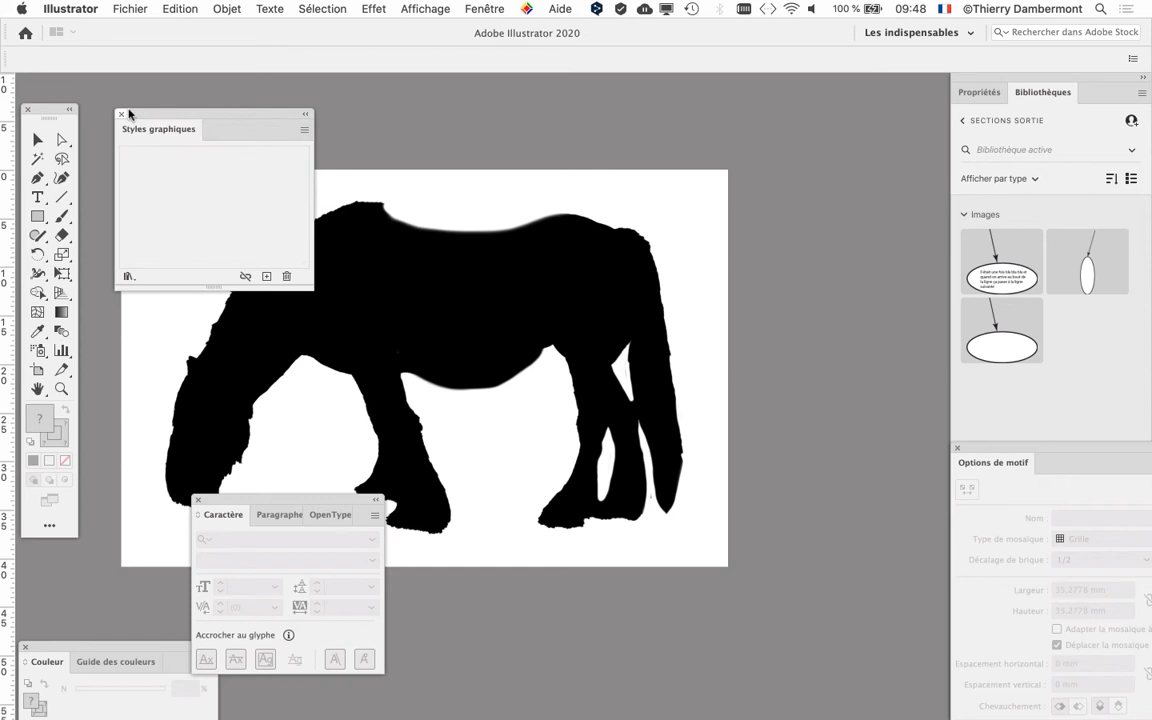 Illustrator Fichier Edition Objet Texte Sélection Effet Affichage Fenêtre Aide 100 % 09:48 ©Thierry Dambermont
Adobe Illustrator 2020
Les indispensables
Rechercher dans Adobe Stock
Styles graphiques
Propriétés Bibliothèques
SECTIONS SORTIE
Bibliothèque active
Afficher par type
Images
Caractère Paragraphe OpenType
(0)
Accrocher au glyphe
Couleur Guide des couleurs
N %
Options de motif
Nom :
Type de mosaïque : Grille
Décalage de brique : 1/2
Largeur : 35,2778 mm
Hauteur : 35,2778 mm
Adapter la mosaïque à
Déplacer la mosaïque
Espacement horizontal : 0 mm
Espacement vertical : 0 mm
Chevauchement :